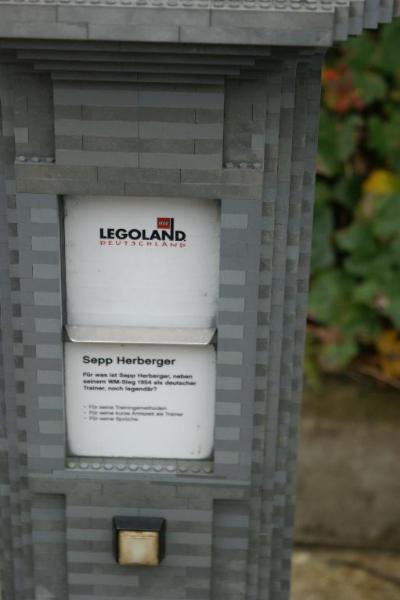 LEGO
LEGOLAND
DEUTSCHLAND
Sepp Herberger
Für was ist Sepp Herberger, neben
seinem WM-Sieg 1954 als deutscher
Trainer, noch legendär?
- Für seine Trainingsmethoden
- Für seine kurze Amtszeit als Trainer
- Für seine Sprüche